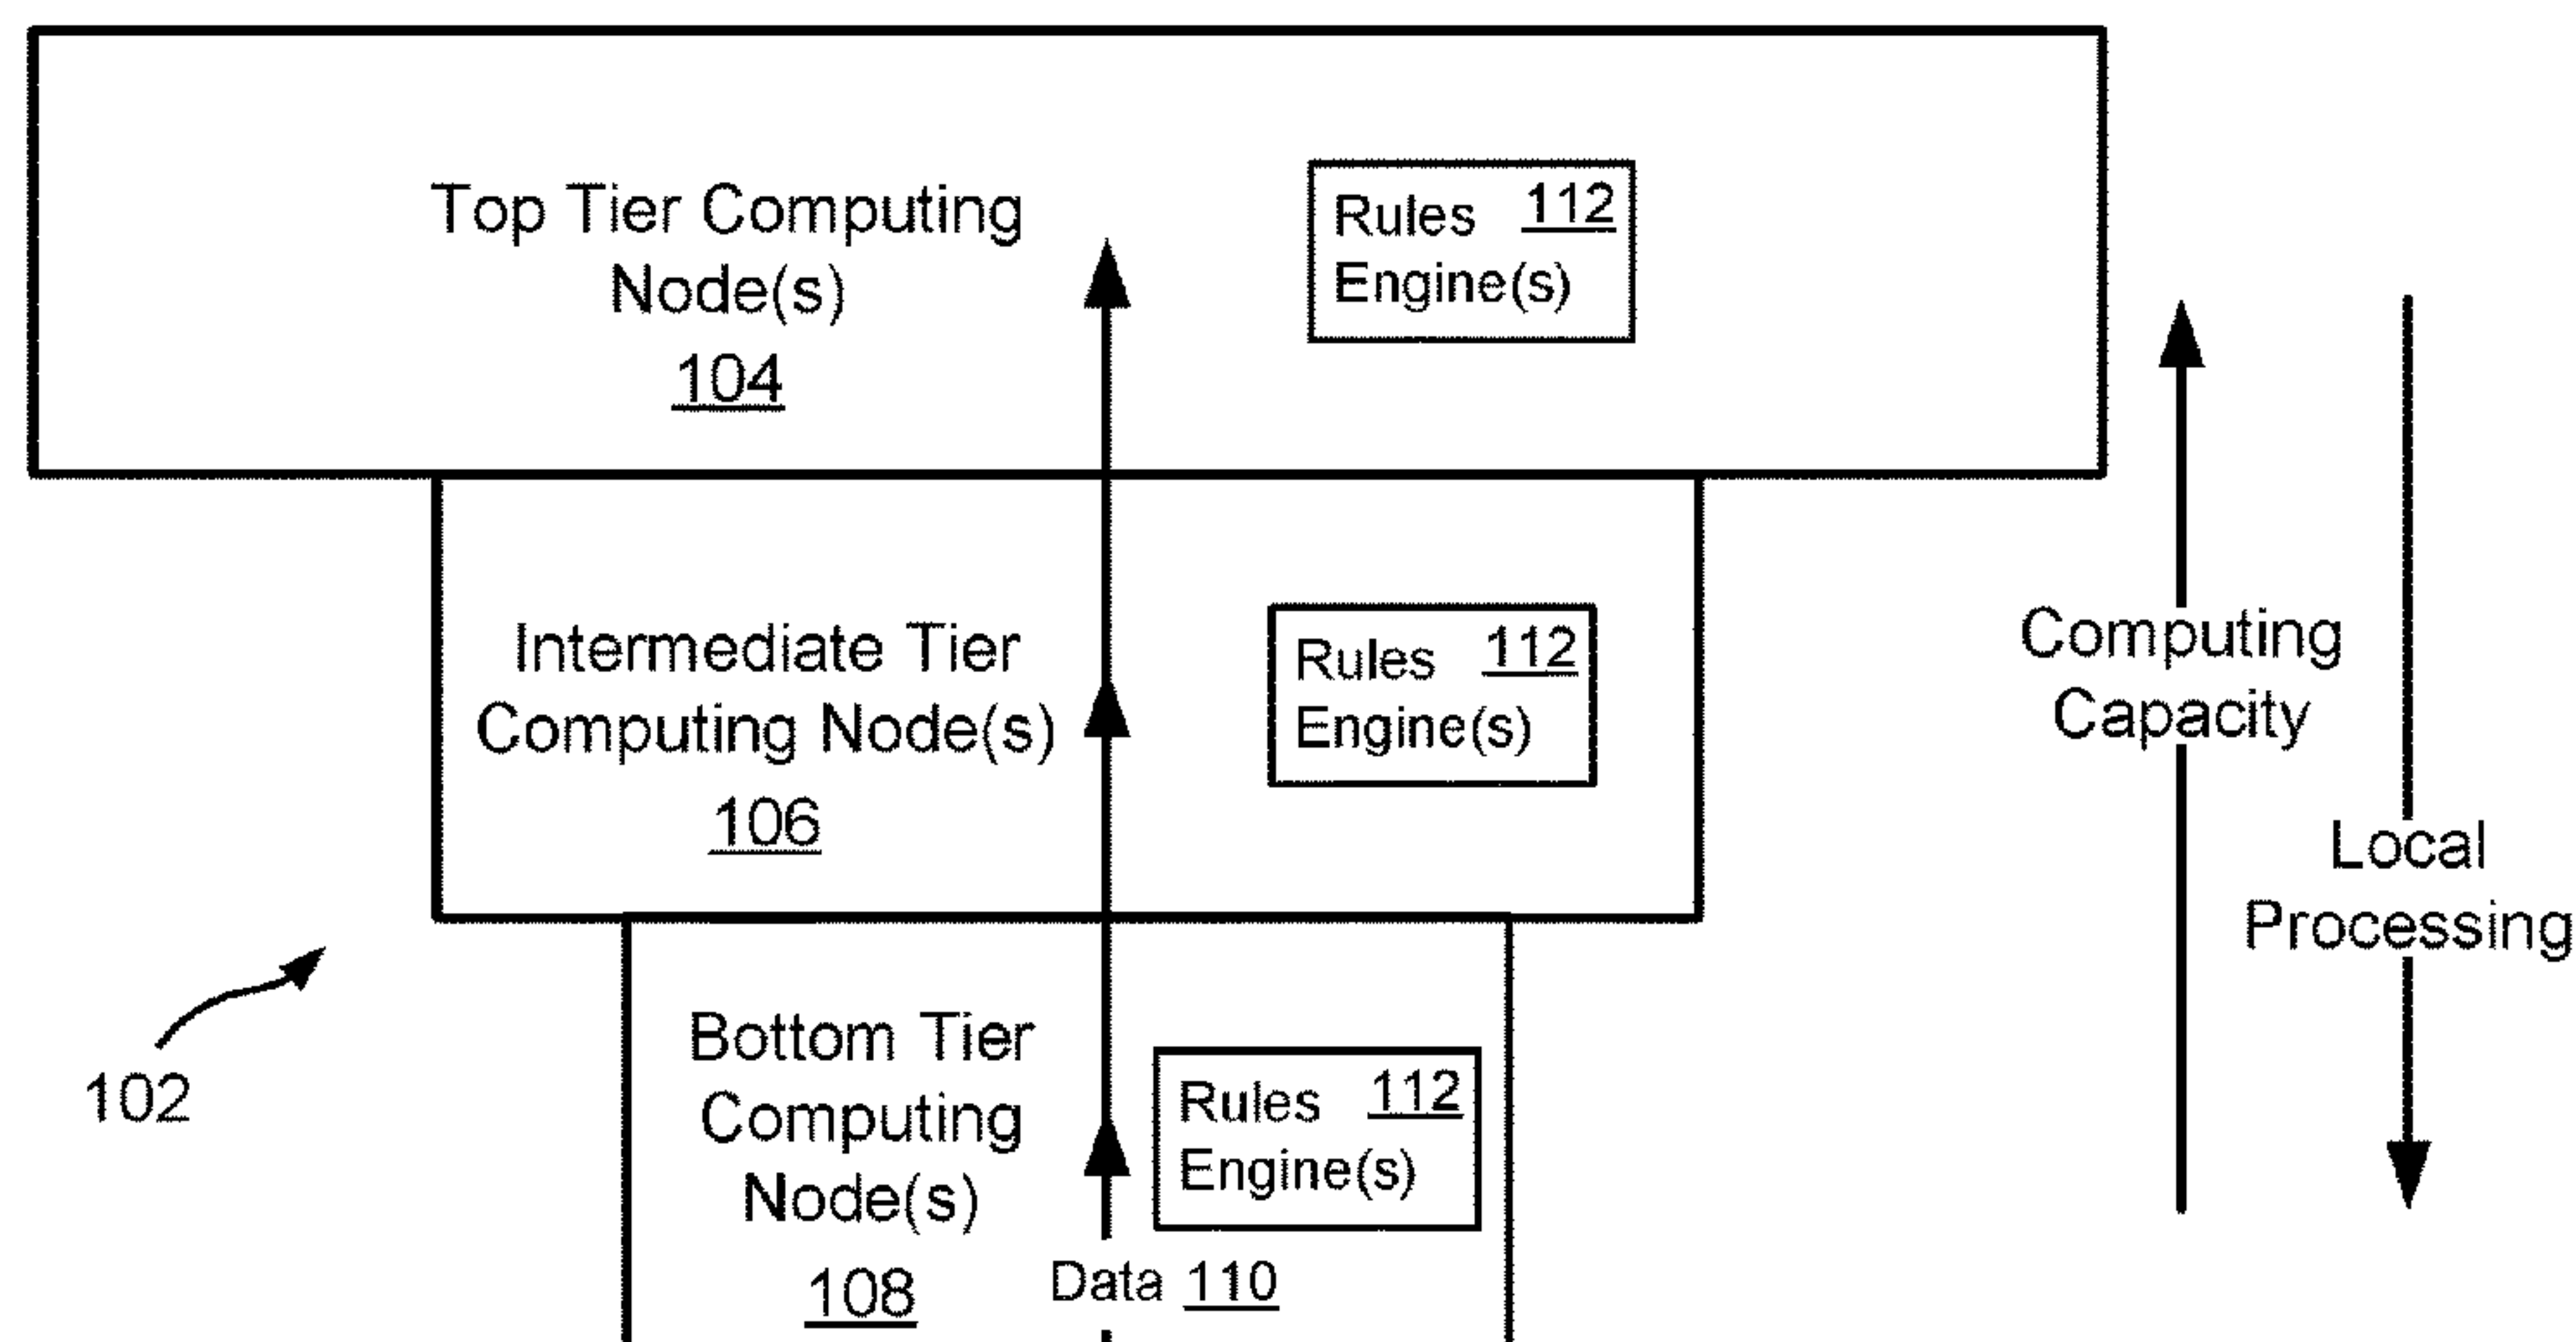 Top Tier Computing
Node(s)
104
Rules 112
Engine(s)
Intermediate Tier
Computing Node(s)
106
Rules 112
Engine(s)
Computing
Capacity
Local
Processing
102
Bottom Tier
Computing
Node(s)
108
Rules 112
Engine(s)
Data 110